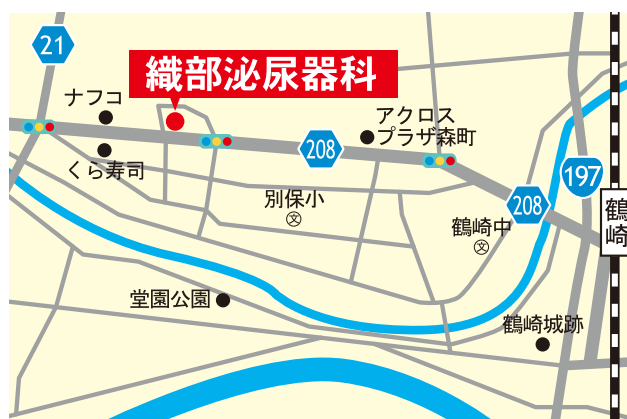 21
織部泌尿器科
ナフコ
くら寿司
アクロス
プラザ森町
208
197
別保小
文
208
鶴崎中
文
鶴
崎
堂園公園
鶴崎城跡